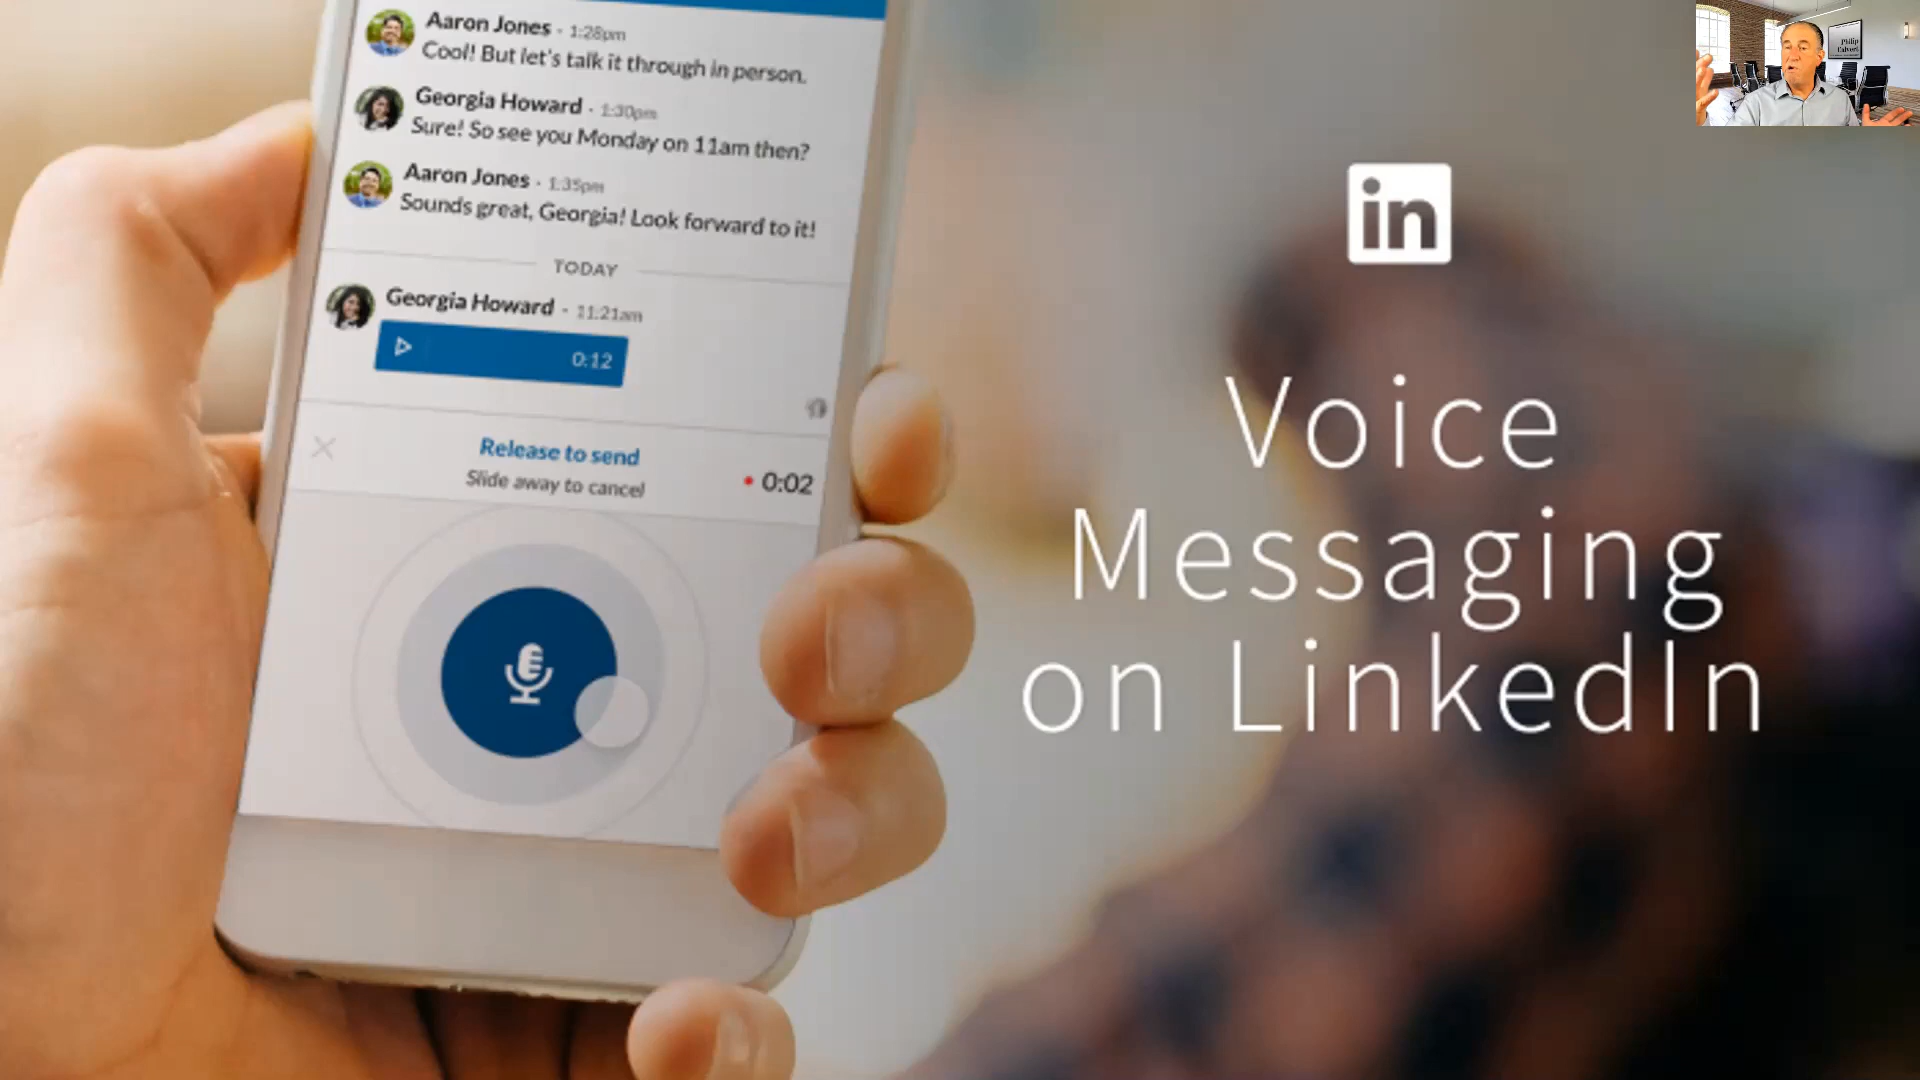 Aaron Jones · 1:28pm
Cool! But let's talk it through in person.
Georgia Howard · 1:30pm
Sure! So see you Monday on 11am then?
Aaron Jones · 1:35pm
Sounds great, Georgia! Look forward to it!
TODAY
Georgia Howard · 11:21am
0:12
Release to send
Slide away to cancel
0:02
in
Voice
Messaging
on LinkedIn
Philip
Calvert